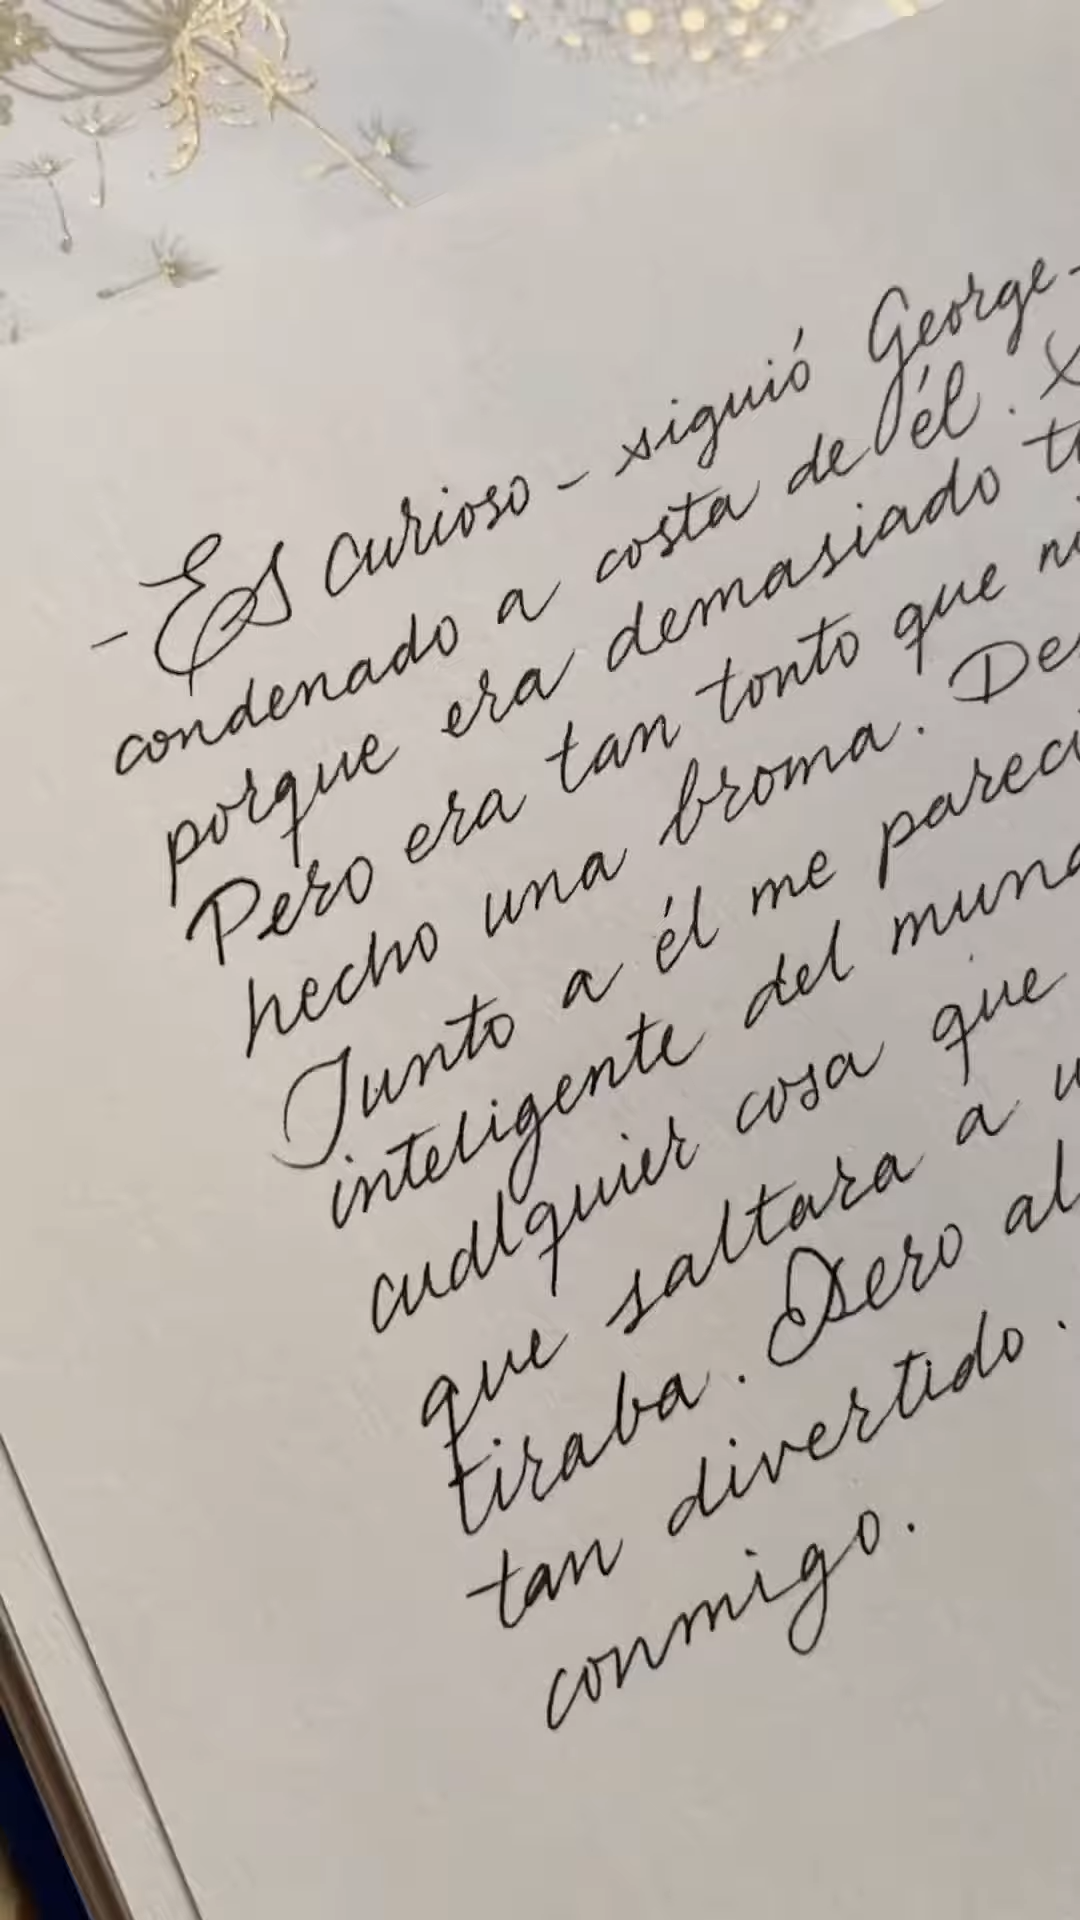 -Es curioso- siguió George-
condenado a costa de él.
porque era demasiado
Pero era tan tonto que
hecho una broma.
Junto a él me
inteligente del
cualquier cosa que
que saltara a
tiraba. Pero
tan divertido.
conmigo.